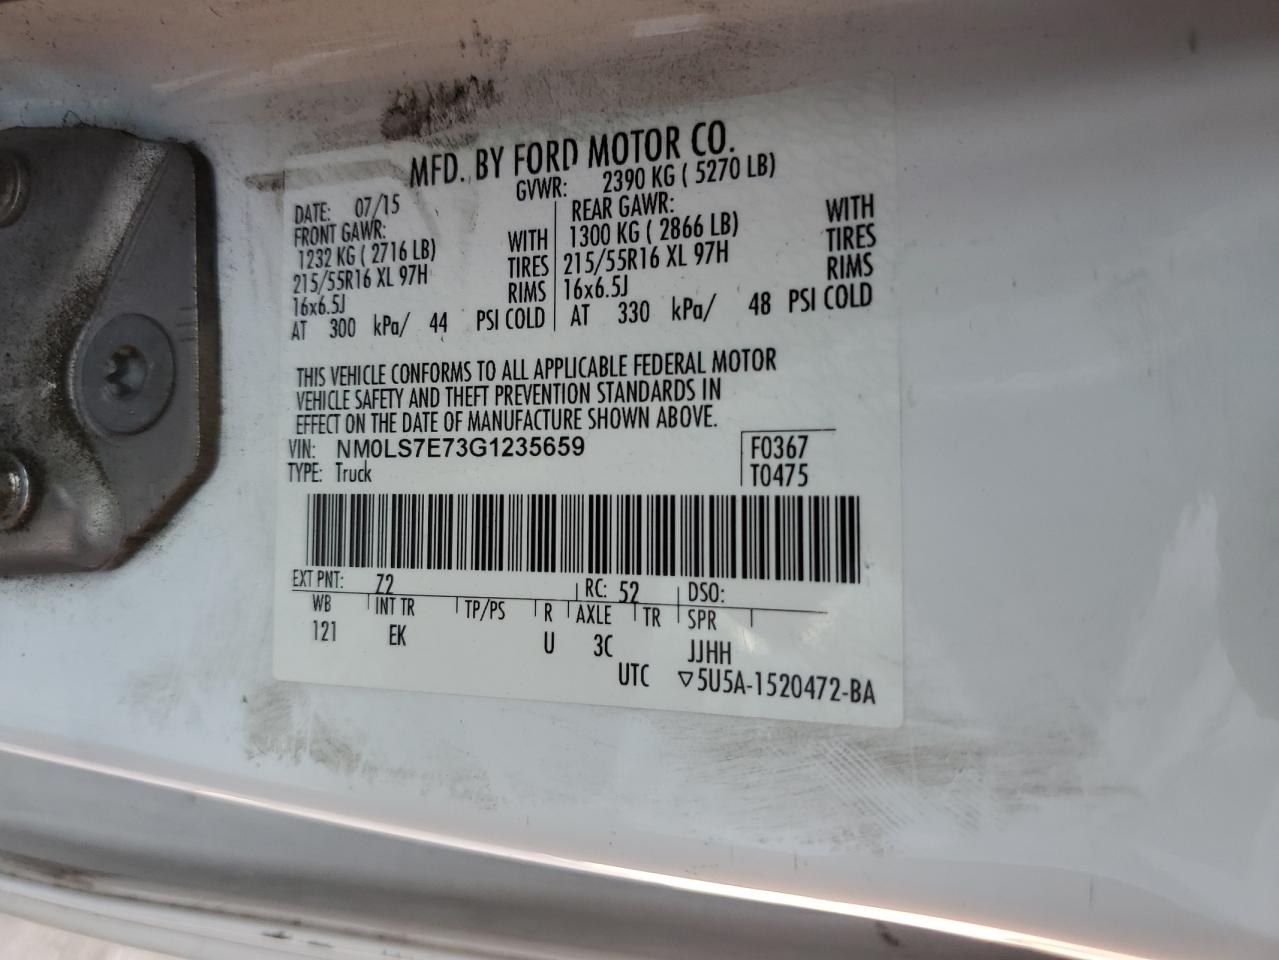 MFD. BY FORD MOTOR CO.
GVWR: 2390 KG ( 5270 LB)
DATE: 07/15
FRONT GAWR:
1232 KG ( 2716 LB) WITH
215/55R16 XL 97H TIRES
16x6.5J RIMS
AT 300 kPa/ 44 PSI COLD
REAR GAWR: WITH
1300 KG ( 2866 LB) TIRES
215/55R16 XL 97H RIMS
16x6.5J
AT 330 kPa/ 48 PSI COLD
THIS VEHICLE CONFORMS TO ALL APPLICABLE FEDERAL MOTOR
VEHICLE SAFETY AND THEFT PREVENTION STANDARDS IN
EFFECT ON THE DATE OF MANUFACTURE SHOWN ABOVE.
VIN: NM0LS7E73G1235659
TYPE: Truck
F0367
T0475
EXT PNT: 72 RC: 52 DSO:
WB INT TR TP/PS R AXLE TR SPR
121 EK U 3C JJHH
UTC ▽5U5A-1520472-BA